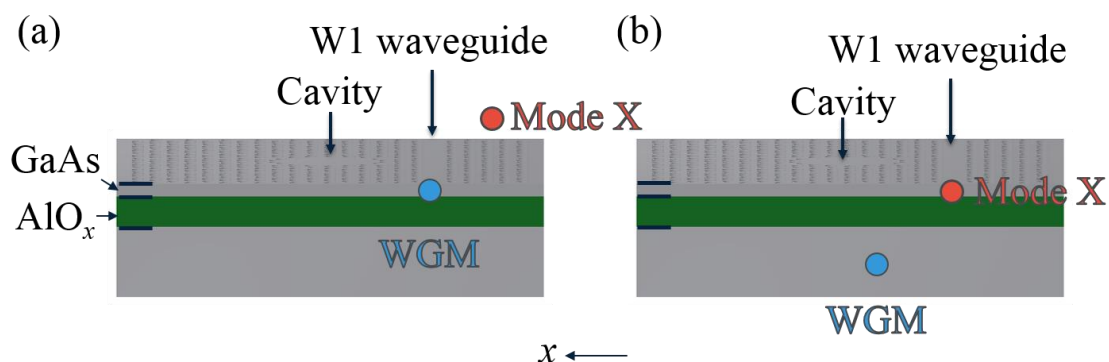 (a)
W1 waveguide
Cavity
Mode X
GaAs
AlOx
WGM
(b)
W1 waveguide
Cavity
Mode X
WGM
x